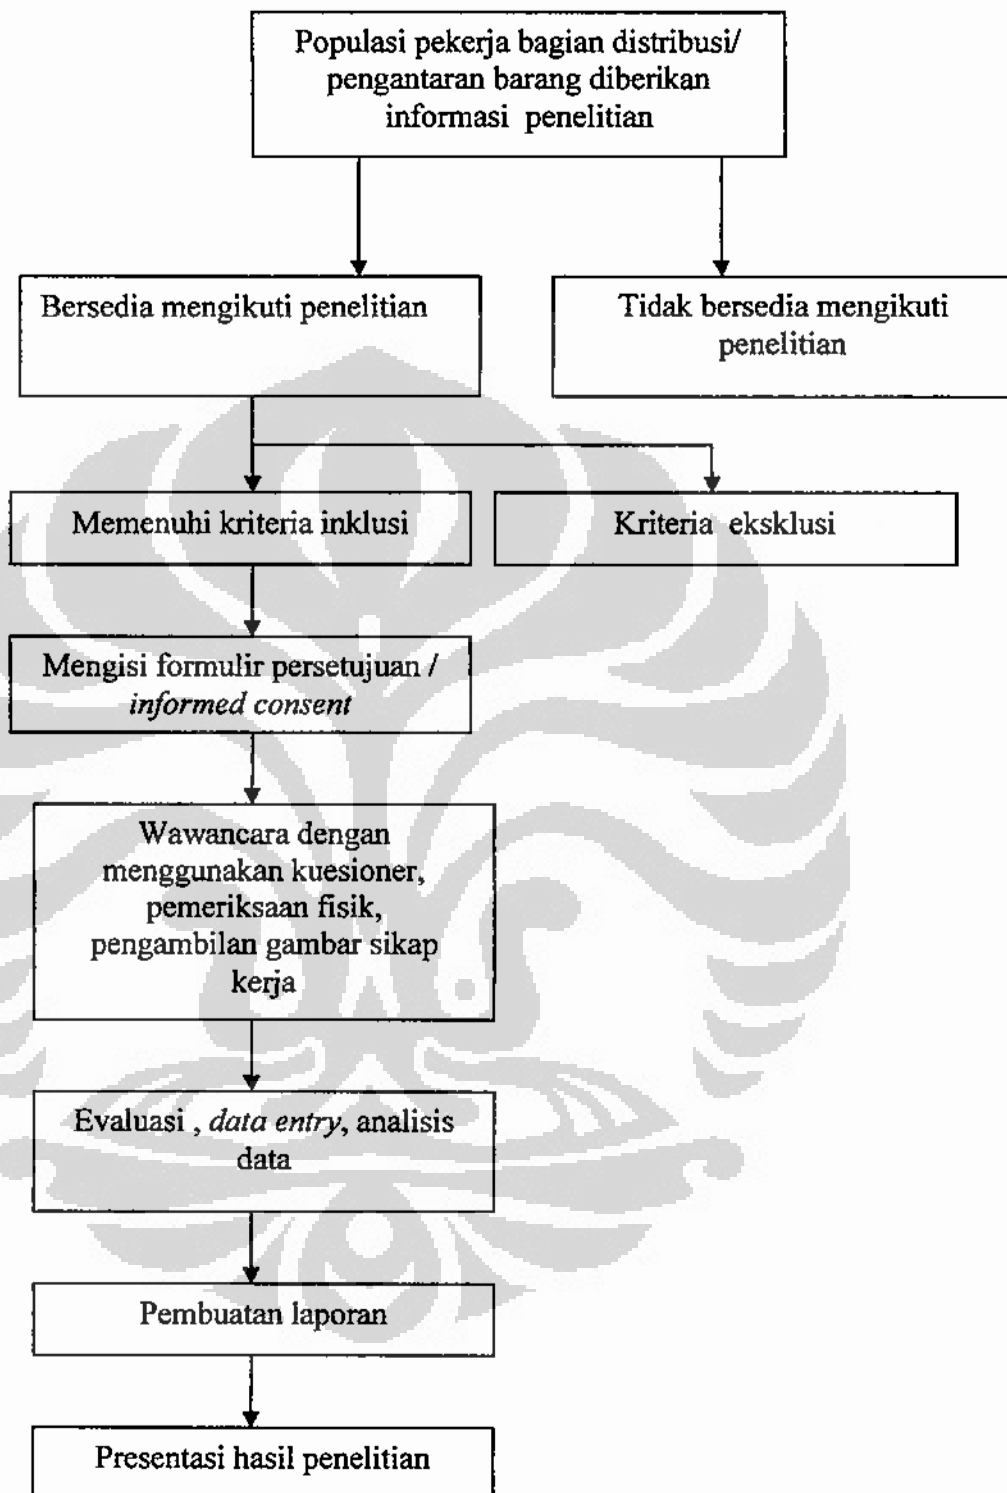 Populasi pekerja bagian distribusi/
pengantaran barang diberikan
informasi penelitian
Bersedia mengikuti penelitian
Tidak bersedia mengikuti
penelitian
Memenuhi kriteria inklusi
Kriteria eksklusi
Mengisi formulir persetujuan /
informed consent
Wawancara dengan
menggunakan kuesioner,
pemeriksaan fisik,
pengambilan gambar sikap
kerja
Evaluasi , data entry, analisis
data
Pembuatan laporan
Presentasi hasil penelitian